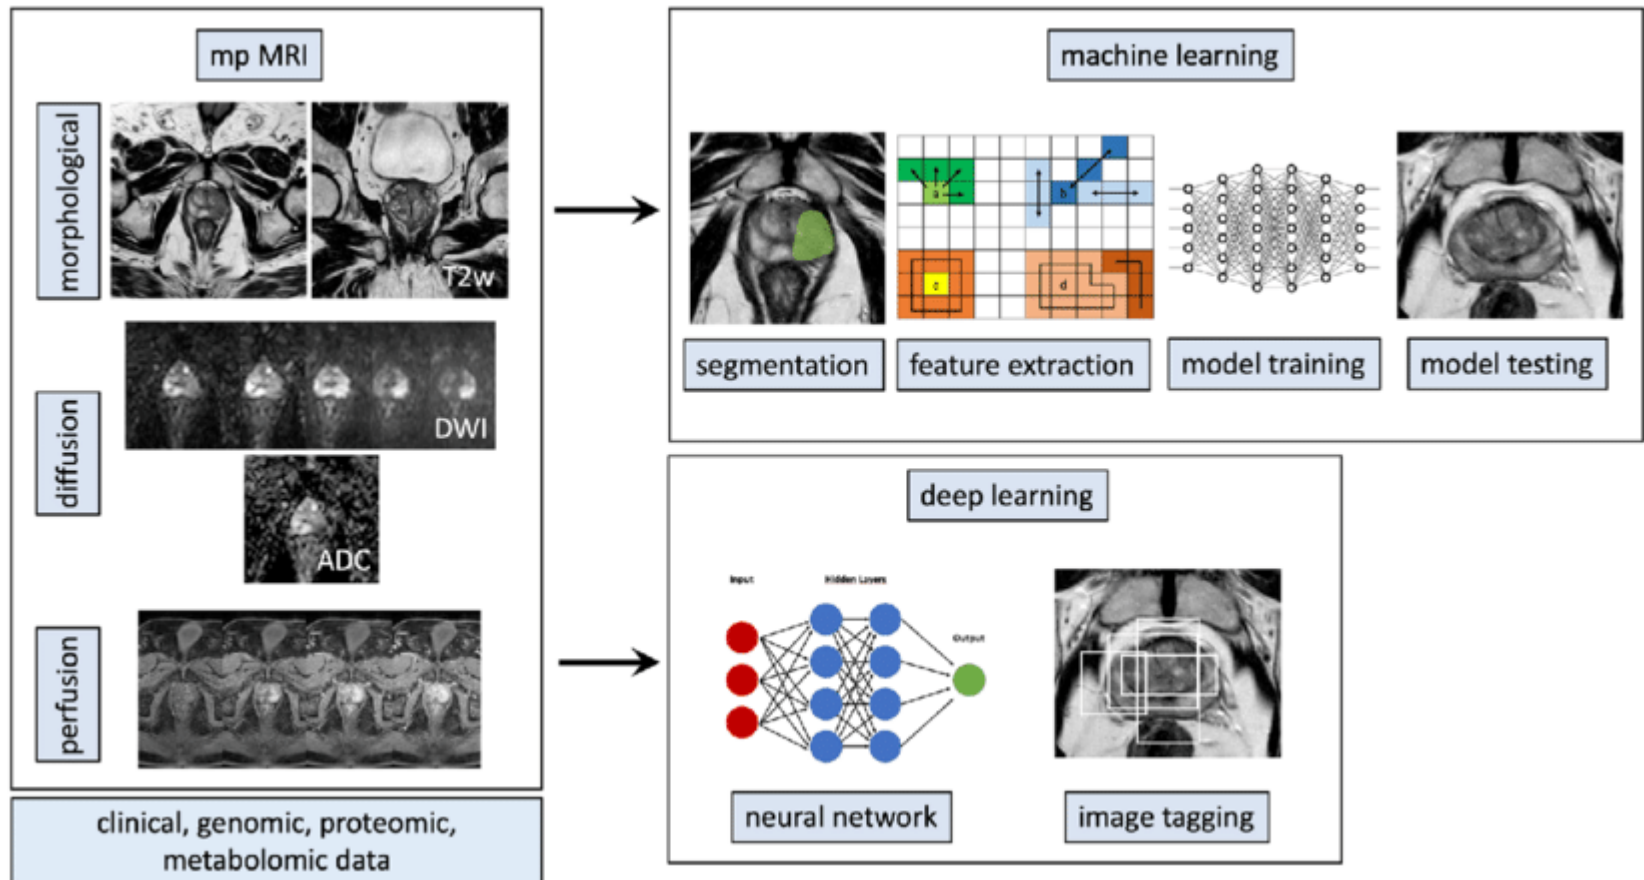 mp MRI
morphological
T2w
diffusion
DWI
ADC
perfusion
clinical, genomic, proteomic,
metabolomic data
machine learning
a
b
c
d
segmentation
feature extraction
model training
model testing
deep learning
Input
Hidden Layers
Output
neural network
image tagging